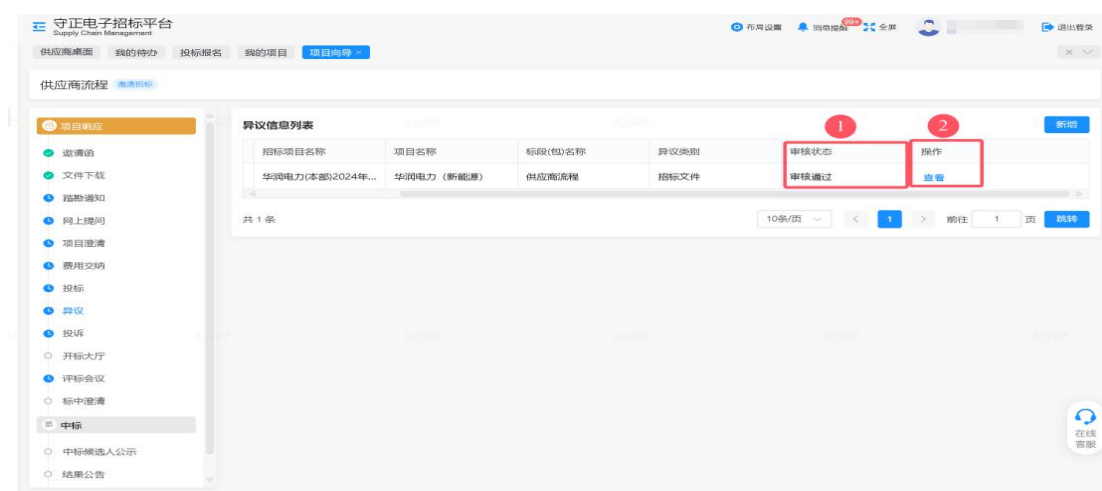 守正电子招标平台
Supply Chain Management
布局设置 消息提醒 99+ 全屏 退出登录
供应商桌面 我的待办 投标报名 我的项目 项目向导 ×
供应商流程 邀请招标
项目响应
邀请函
文件下载
踏勘通知
网上提问
项目澄清
费用交纳
投标
异议
投诉
开标大厅
评标会议
标中澄清
中标
中标候选人公示
结果公告
异议信息列表 1 2 新增
招标项目名称 项目名称 标段(包)名称 异议类别 审核状态 操作
华润电力(本部)2024年... 华润电力（新能源） 供应商流程 招标文件 审核通过 查看
共 1 条 10条/页 < 1 > 前往 1 页 跳转
在线
客服